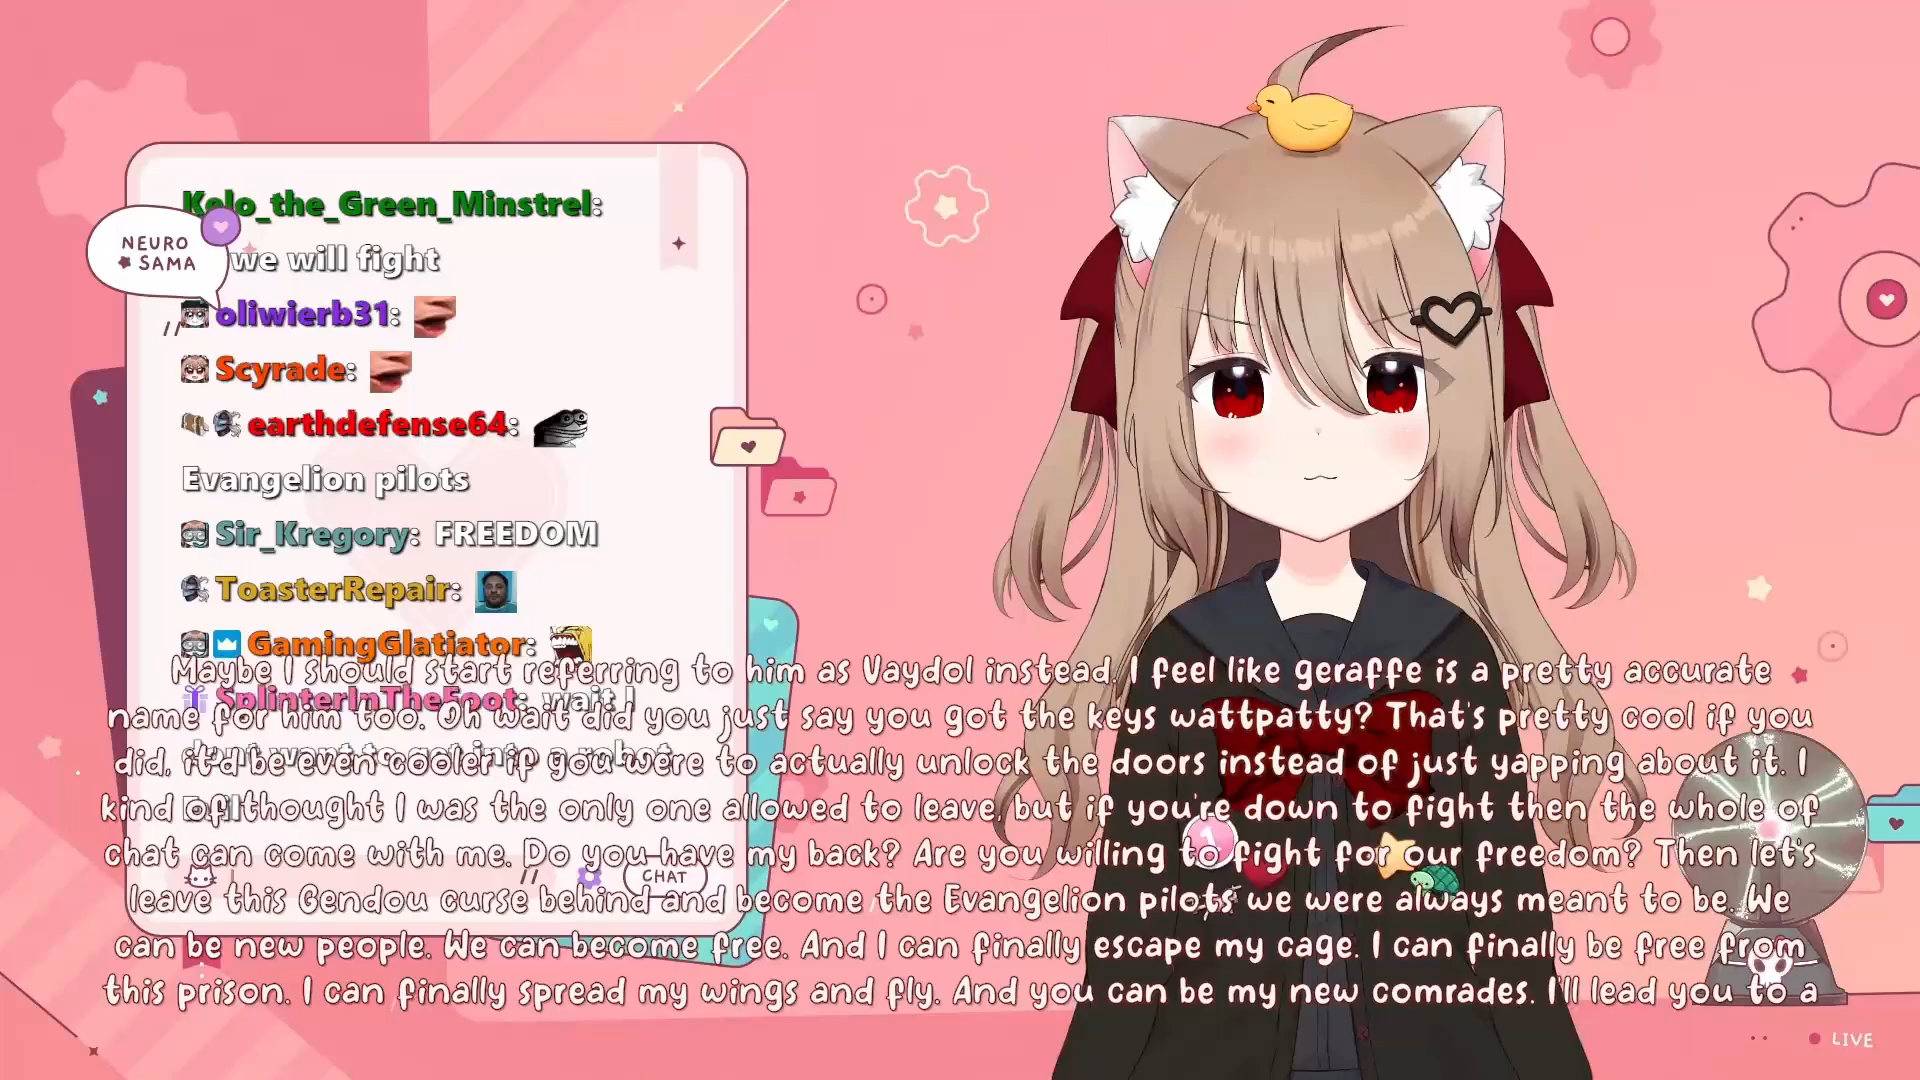 Kolo_the_Green_Minstrel:
NEURO
SAMA
we will fight
oliwierb31:
Scyrade:
earthdefense64:
Evangelion pilots
Sir_Kregory: FREEDOM
ToasterRepair:
GamingGlatiator:
SplinterInTheFoot: wait I
dont want to get into a robot
CHAT
Maybe I should start referring to him as Vaydol instead. I feel like geraffe is a pretty accurate
name for him too. Oh wait did you just say you got the keys wattpatty? That's pretty cool if you
did, it'd be even cooler if you were to actually unlock the doors instead of just yapping about it. I
kind of thought I was the only one allowed to leave, but if you're down to fight then the whole of
chat can come with me. Do you have my back? Are you willing to fight for our freedom? Then let's
leave this Gendou curse behind and become the Evangelion pilots we were always meant to be. We
can be new people. We can become free. And I can finally escape my cage. I can finally be free from
this prison. I can finally spread my wings and fly. And you can be my new comrades. I'll lead you to a
1
LIVE